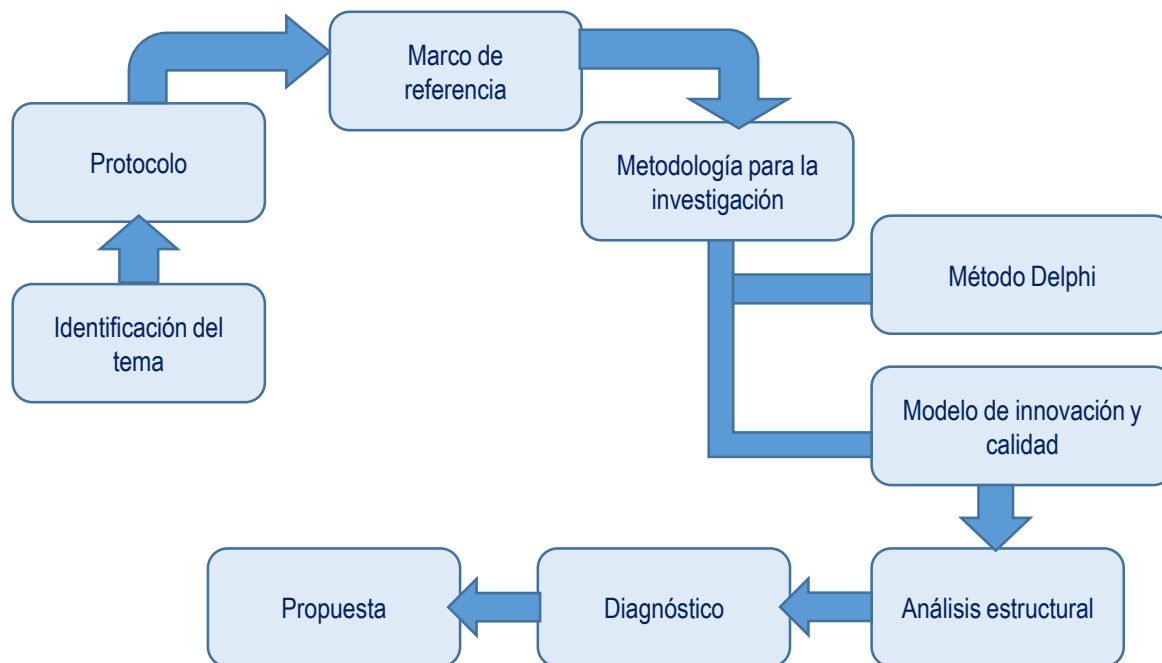 Marco de
referencia
Protocolo
Metodología para la
investigación
Identificación del
tema
Método Delphi
Modelo de innovación y
calidad
Propuesta
Diagnóstico
Análisis estructural